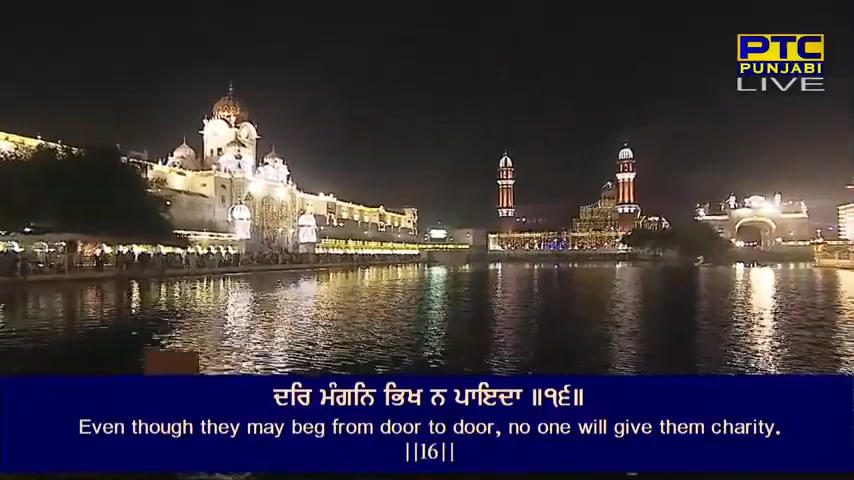 PTC
PUNJABI
LIVE
ਦਰਿ ਮੰਗਨਿ ਭਿਖ ਨ ਪਾਇਦਾ ॥੧੬॥
Even though they may beg from door to door, no one will give them charity.
||16||